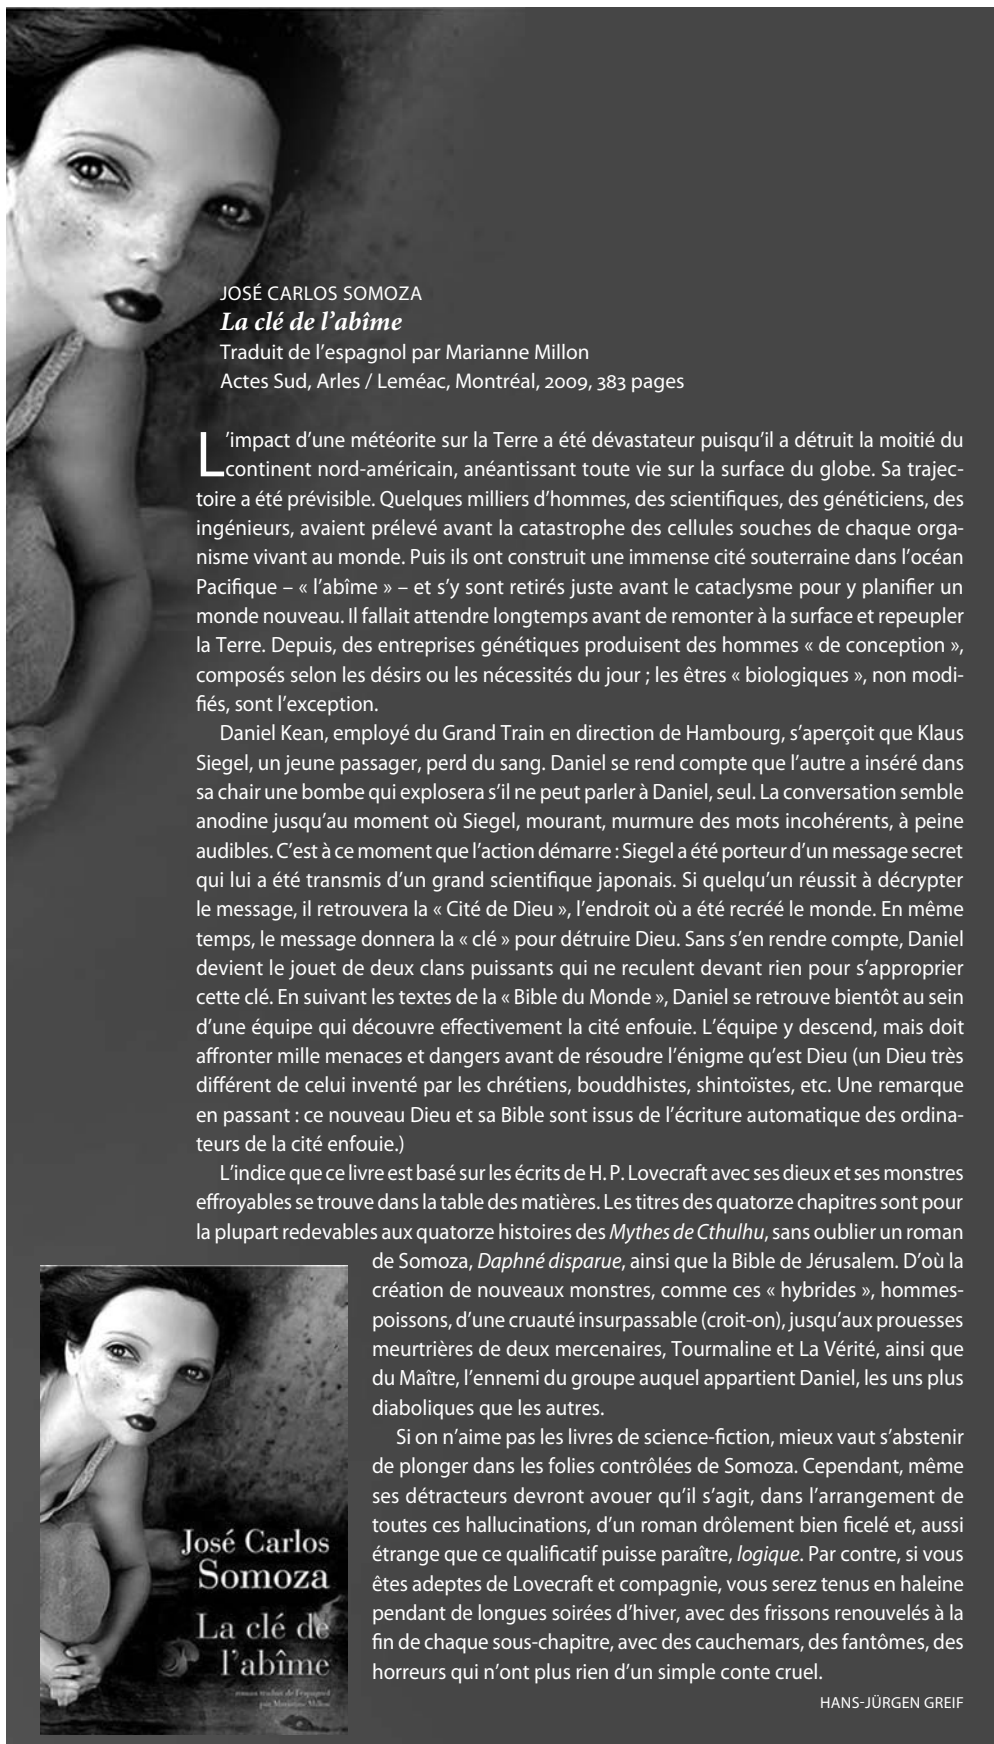 JOSÉ CARLOS SOMOZA
La clé de l'abîme
Traduit de l'espagnol par Marianne Millon
Actes Sud, Arles / Leméac, Montréal, 2009, 383 pages
L'impact d'une météorite sur la Terre a été dévastateur puisqu'il a détruit la moitié du
continent nord-américain, anéantissant toute vie sur la surface du globe. Sa trajec-
toire a été prévisible. Quelques milliers d'hommes, des scientifiques, des généticiens, des
ingénieurs, avaient prélevé avant la catastrophe des cellules souches de chaque orga-
nisme vivant au monde. Puis ils ont construit une immense cité souterraine dans l'océan
Pacifique – « l'abîme » – et s'y sont retirés juste avant le cataclysme pour y planifier un
monde nouveau. Il fallait attendre longtemps avant de remonter à la surface et repeupler
la Terre. Depuis, des entreprises génétiques produisent des hommes « de conception »,
composés selon les désirs ou les nécessités du jour ; les êtres « biologiques », non modi-
fiés, sont l'exception.
Daniel Kean, employé du Grand Train en direction de Hambourg, s'aperçoit que Klaus
Siegel, un jeune passager, perd du sang. Daniel se rend compte que l'autre a inséré dans
sa chair une bombe qui explosera s'il ne peut parler à Daniel, seul. La conversation semble
anodine jusqu'au moment où Siegel, mourant, murmure des mots incohérents, à peine
audibles. C'est à ce moment que l'action démarre : Siegel a été porteur d'un message secret
qui lui a été transmis d'un grand scientifique japonais. Si quelqu'un réussit à décrypter
le message, il retrouvera la « Cité de Dieu », l'endroit où a été recréé le monde. En même
temps, le message donnera la « clé » pour détruire Dieu. Sans s'en rendre compte, Daniel
devient le jouet de deux clans puissants qui ne reculent devant rien pour s'approprier
cette clé. En suivant les textes de la « Bible du Monde », Daniel se retrouve bientôt au sein
d'une équipe qui découvre effectivement la cité enfouie. L'équipe y descend, mais doit
affronter mille menaces et dangers avant de résoudre l'énigme qu'est Dieu (un Dieu très
différent de celui inventé par les chrétiens, bouddhistes, shintoïstes, etc. Une remarque
en passant : ce nouveau Dieu et sa Bible sont issus de l'écriture automatique des ordina-
teurs de la cité enfouie.)
L'indice que ce livre est basé sur les écrits de H. P. Lovecraft avec ses dieux et ses monstres
effroyables se trouve dans la table des matières. Les titres des quatorze chapitres sont pour
la plupart redevables aux quatorze histoires des Mythes de Cthulhu, sans oublier un roman
de Somoza, Daphné disparue, ainsi que la Bible de Jérusalem. D'où la
création de nouveaux monstres, comme ces « hybrides », hommes-
poissons, d'une cruauté insurpassable (croit-on), jusqu'aux prouesses
meurtrières de deux mercenaires, Tourmaline et La Vérité, ainsi que
du Maître, l'ennemi du groupe auquel appartient Daniel, les uns plus
diaboliques que les autres.
Si on n'aime pas les livres de science-fiction, mieux vaut s'abstenir
de plonger dans les folies contrôlées de Somoza. Cependant, même
ses détracteurs devront avouer qu'il s'agit, dans l'arrangement de
toutes ces hallucinations, d'un roman drôlement bien ficelé et, aussi
étrange que ce qualificatif puisse paraître, logique. Par contre, si vous
êtes adeptes de Lovecraft et compagnie, vous serez tenus en haleine
pendant de longues soirées d'hiver, avec des frissons renouvelés à la
fin de chaque sous-chapitre, avec des cauchemars, des fantômes, des
horreurs qui n'ont plus rien d'un simple conte cruel.
HANS-JÜRGEN GREIF
José Carlos
Somoza
La clé de
l'abîme
roman traduit de l'espagnol
par Marianne Millon